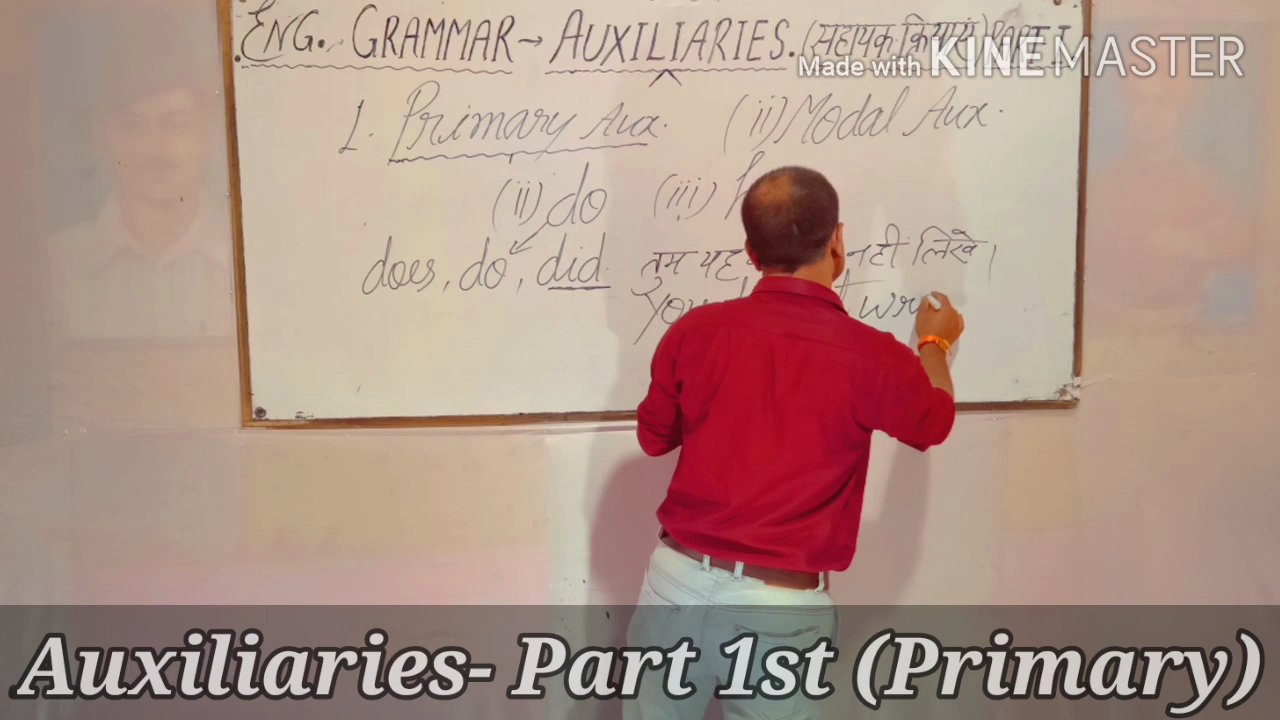 ENG. GRAMMAR → AUXILIARIES. (सहायक क्रियाएं) PART I
Made with KINEMASTER
1. Primary Aux. (ii) Modal Aux.
(ii) do (iii)
does, do, did. तुम यह नही लिखे।
Auxiliaries- Part 1st (Primary)